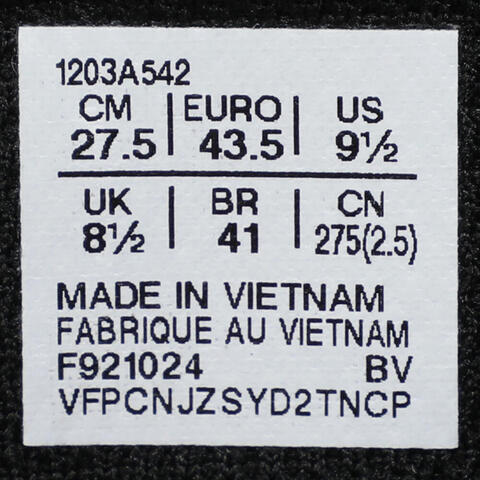 1203A542
CM | EURO | US
27.5 | 43.5 | 9½
UK | BR | CN
8½ | 41 | 275(2.5)
MADE IN VIETNAM
FABRIQUE AU VIETNAM
F921024 BV
VFPCNJZSYD2TNCP